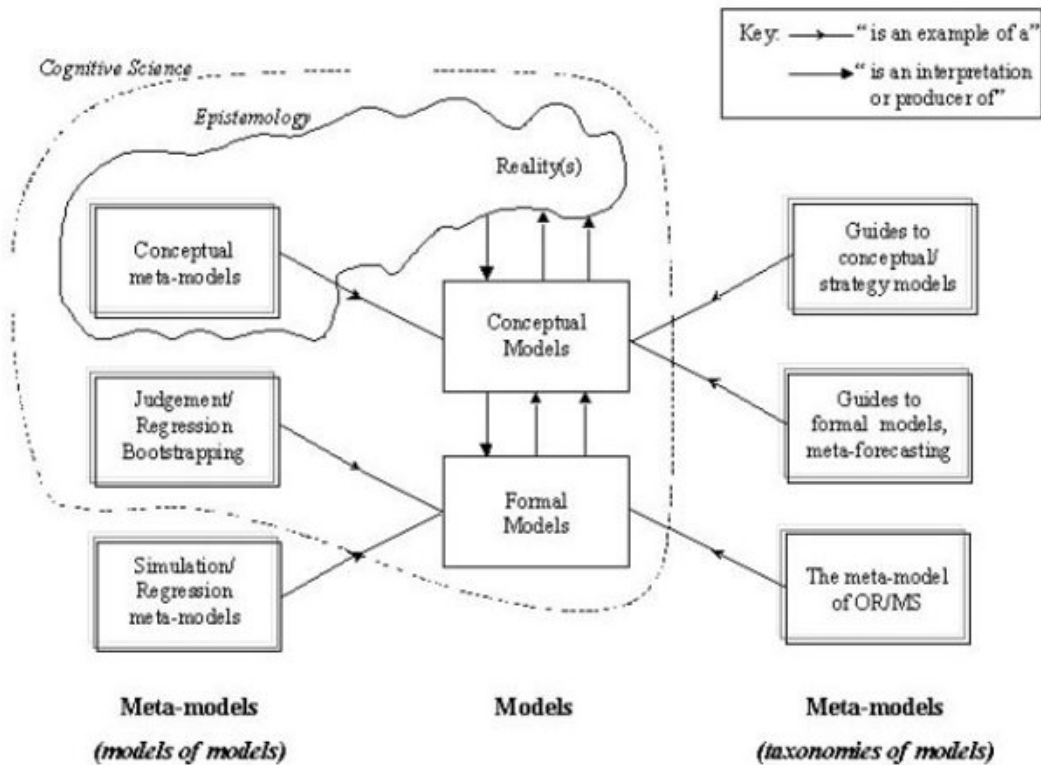 Key: “ is an example of a”
“ is an interpretation
or producer of”
Cognitive Science
Epistemology
Reality(s)
Conceptual
meta-models
Conceptual
Models
Guides to
conceptual/
strategy models
Judgement/
Regression
Bootstrapping
Guides to
formal models,
meta-forecasting
Formal
Models
Simulation/
Regression
meta-models
The meta-model
of OR/MS
Meta-models
(models of models)
Models
Meta-models
(taxonomies of models)